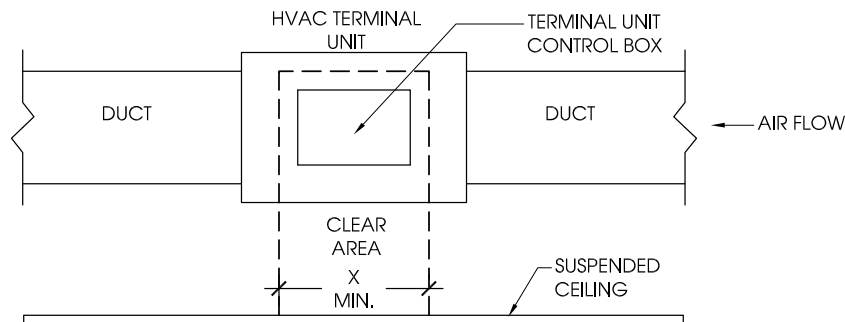 HVAC TERMINAL
UNIT
TERMINAL UNIT
CONTROL BOX
DUCT
DUCT
AIR FLOW
CLEAR
AREA
X
MIN.
SUSPENDED
CEILING